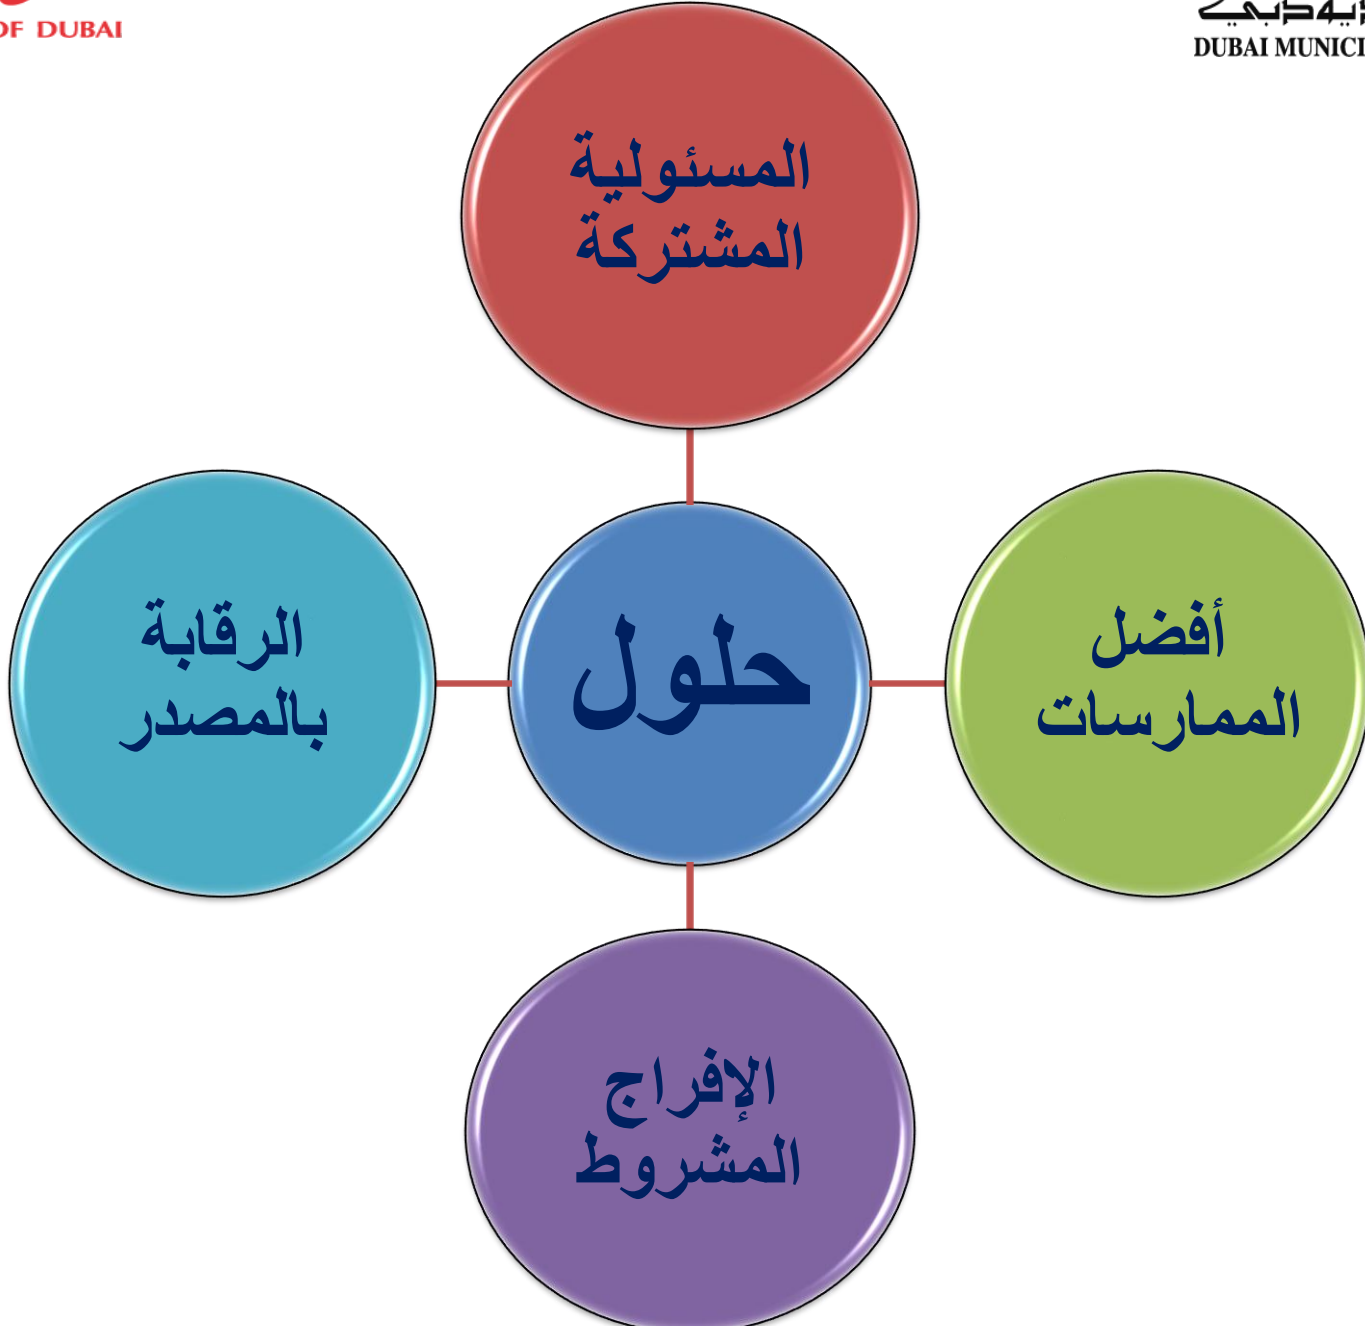 OF DUBAI
DUBAI MUNICI
المسئولية
المشتركة
أفضل
الممارسات
حلول
الرقابة
بالمصدر
الإفراج
المشروط